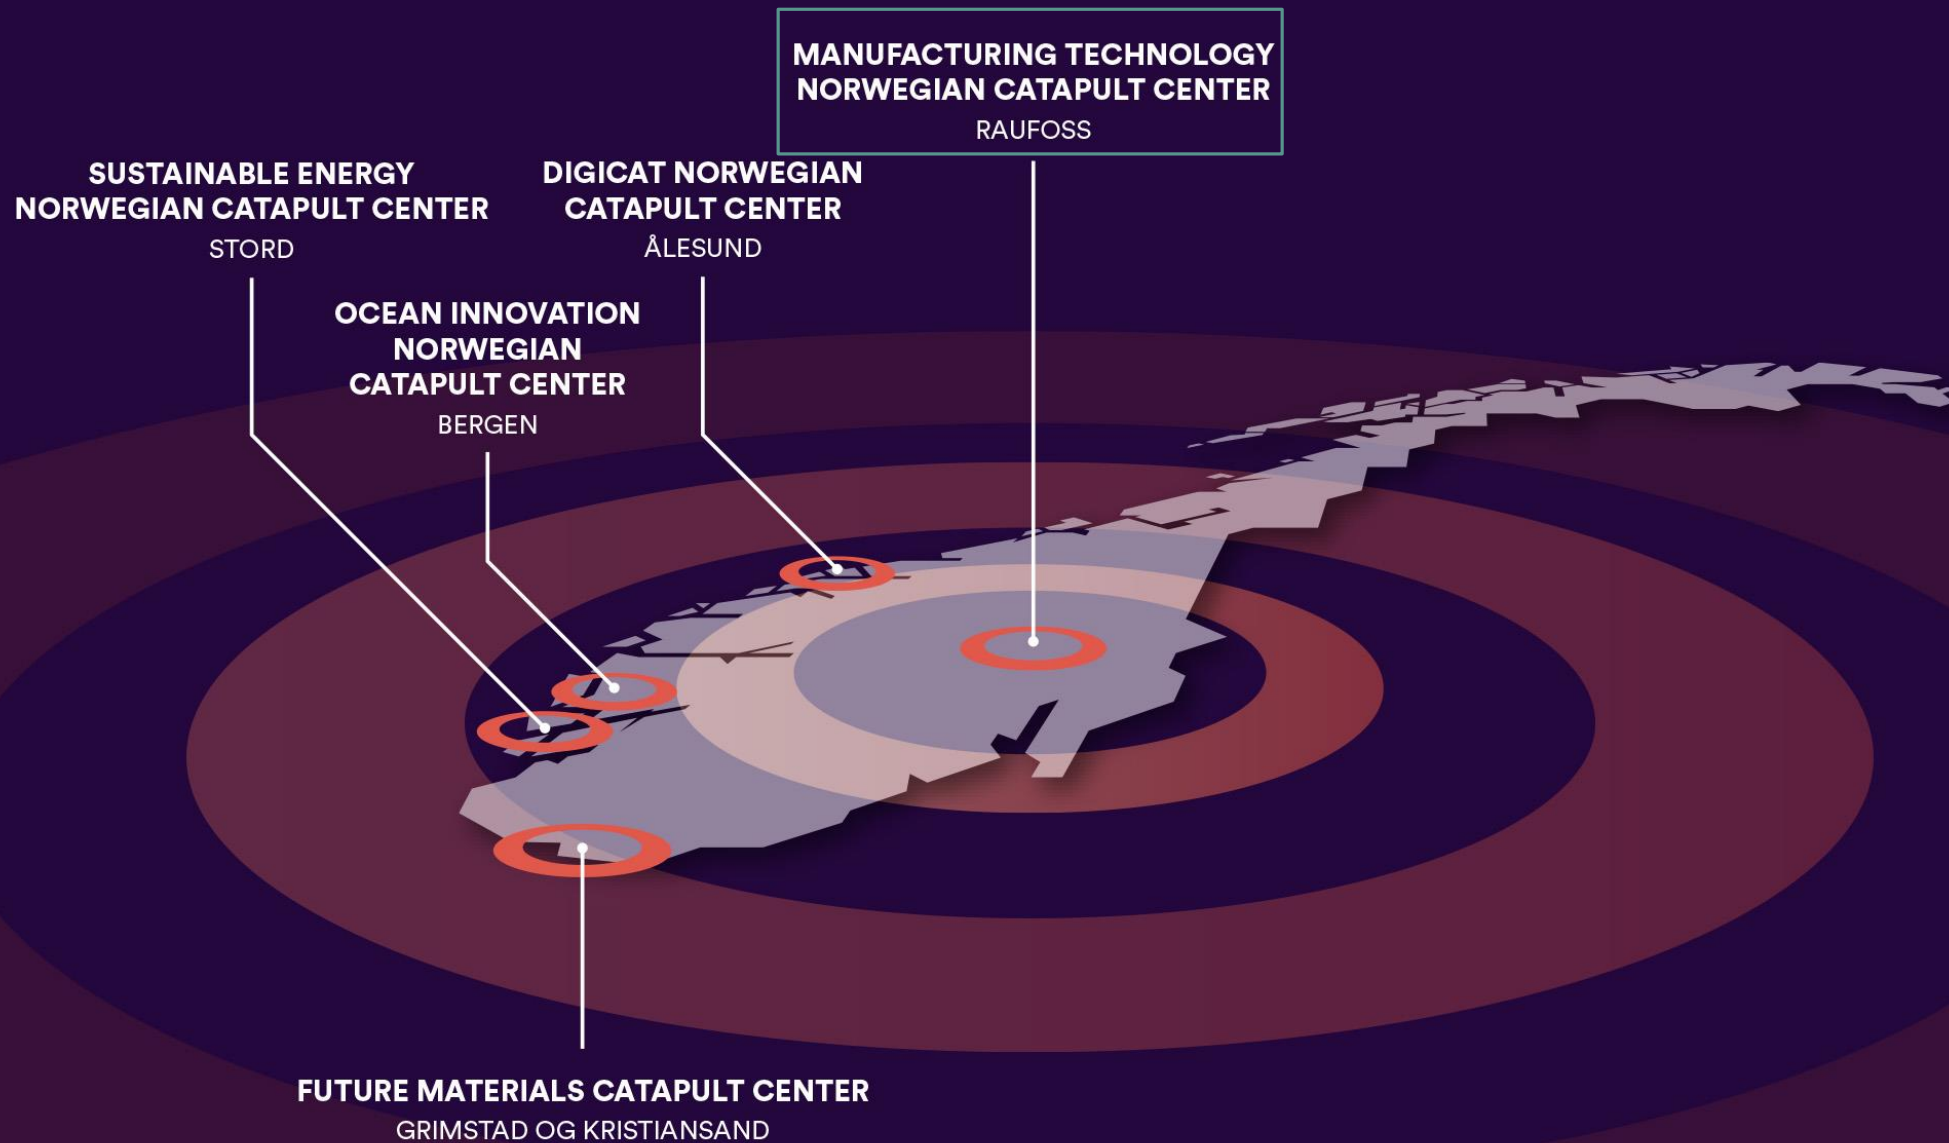 MANUFACTURING TECHNOLOGY
NORWEGIAN CATAPULT CENTER
RAUFOSS
SUSTAINABLE ENERGY
NORWEGIAN CATAPULT CENTER
STORD
DIGICAT NORWEGIAN
CATAPULT CENTER
ÅLESUND
OCEAN INNOVATION
NORWEGIAN
CATAPULT CENTER
BERGEN
FUTURE MATERIALS CATAPULT CENTER
GRIMSTAD OG KRISTIANSAND